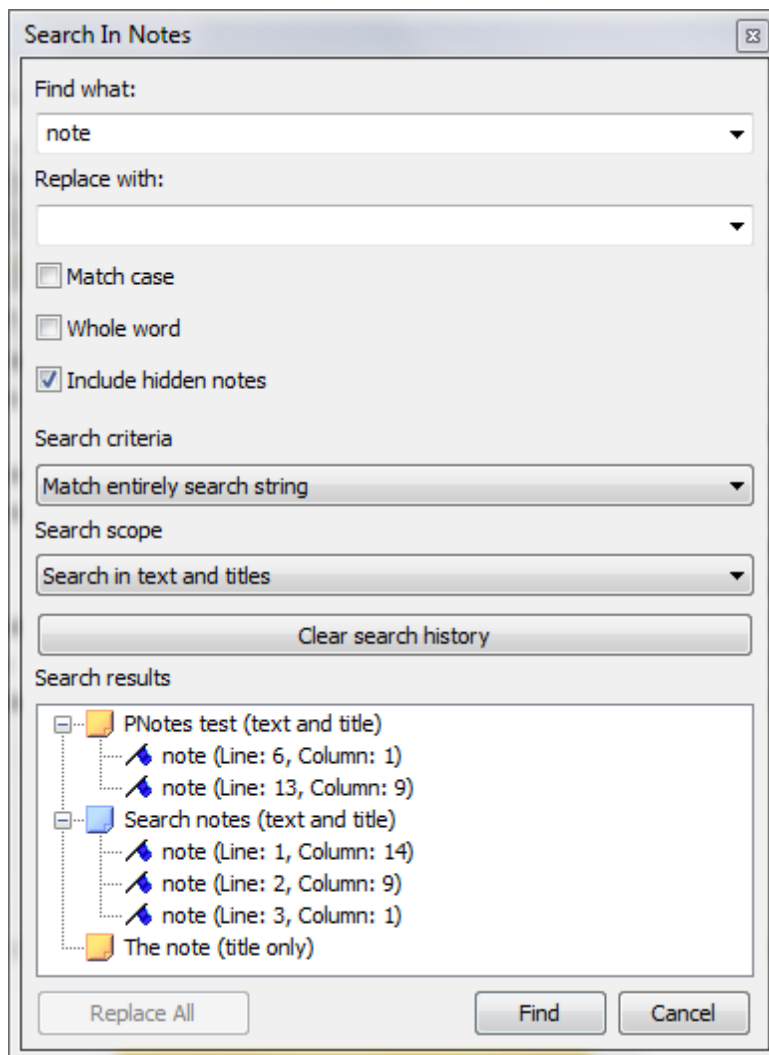 Search In Notes
Find what:
note
Replace with:
Match case
Whole word
Include hidden notes
Search criteria
Match entirely search string
Search scope
Search in text and titles
Clear search history
Search results
PNotes test (text and title)
note (Line: 6, Column: 1)
note (Line: 13, Column: 9)
Search notes (text and title)
note (Line: 1, Column: 14)
note (Line: 2, Column: 9)
note (Line: 3, Column: 1)
The note (title only)
Replace All Find Cancel